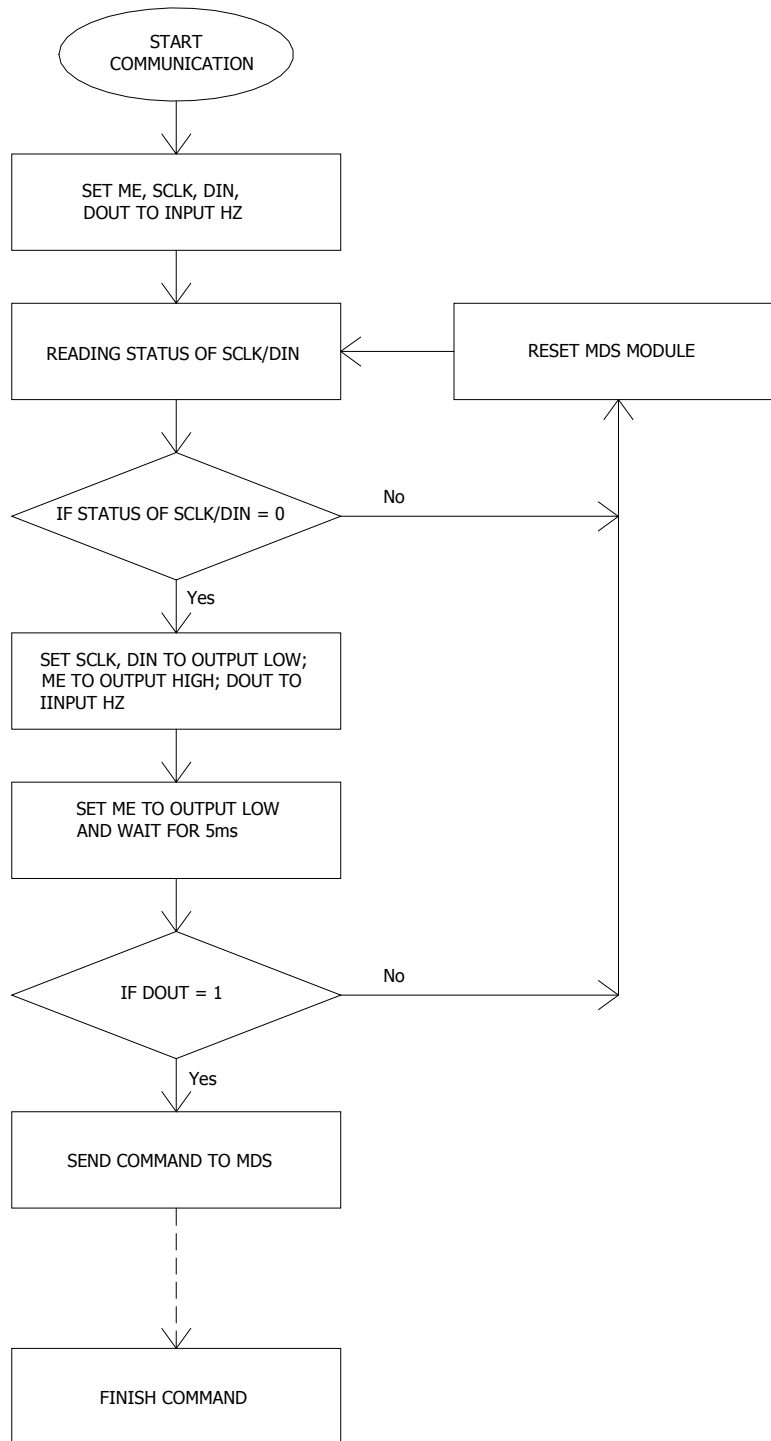 START
COMMUNICATION
SET ME, SCLK, DIN,
DOUT TO INPUT HZ
READING STATUS OF SCLK/DIN
RESET MDS MODULE
IF STATUS OF SCLK/DIN = 0
No
Yes
SET SCLK, DIN TO OUTPUT LOW;
ME TO OUTPUT HIGH; DOUT TO
IINPUT HZ
SET ME TO OUTPUT LOW
AND WAIT FOR 5ms
IF DOUT = 1
No
Yes
SEND COMMAND TO MDS
FINISH COMMAND